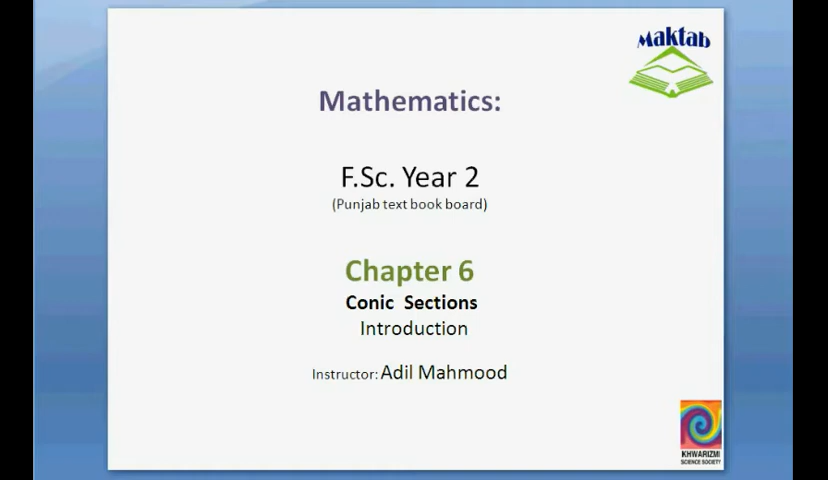 Maktab
Mathematics:
F.Sc. Year 2
(Punjab text book board)
Chapter 6
Conic Sections
Introduction
Instructor: Adil Mahmood
KHWARIZMI
SCIENCE SOCIETY